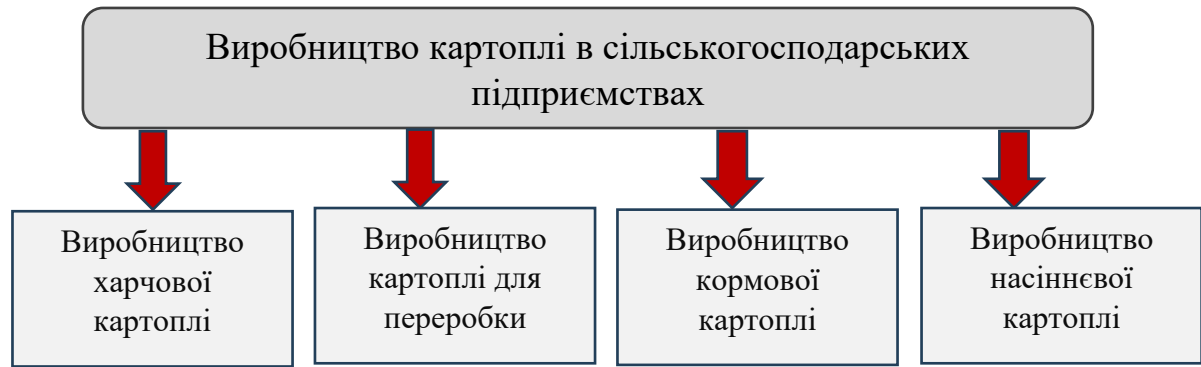 Виробництво картоплі в сільськогосподарських
підприємствах
Виробництво
харчової
картоплі
Виробництво
картоплі для
переробки
Виробництво
кормової
картоплі
Виробництво
насіннєвої
картоплі